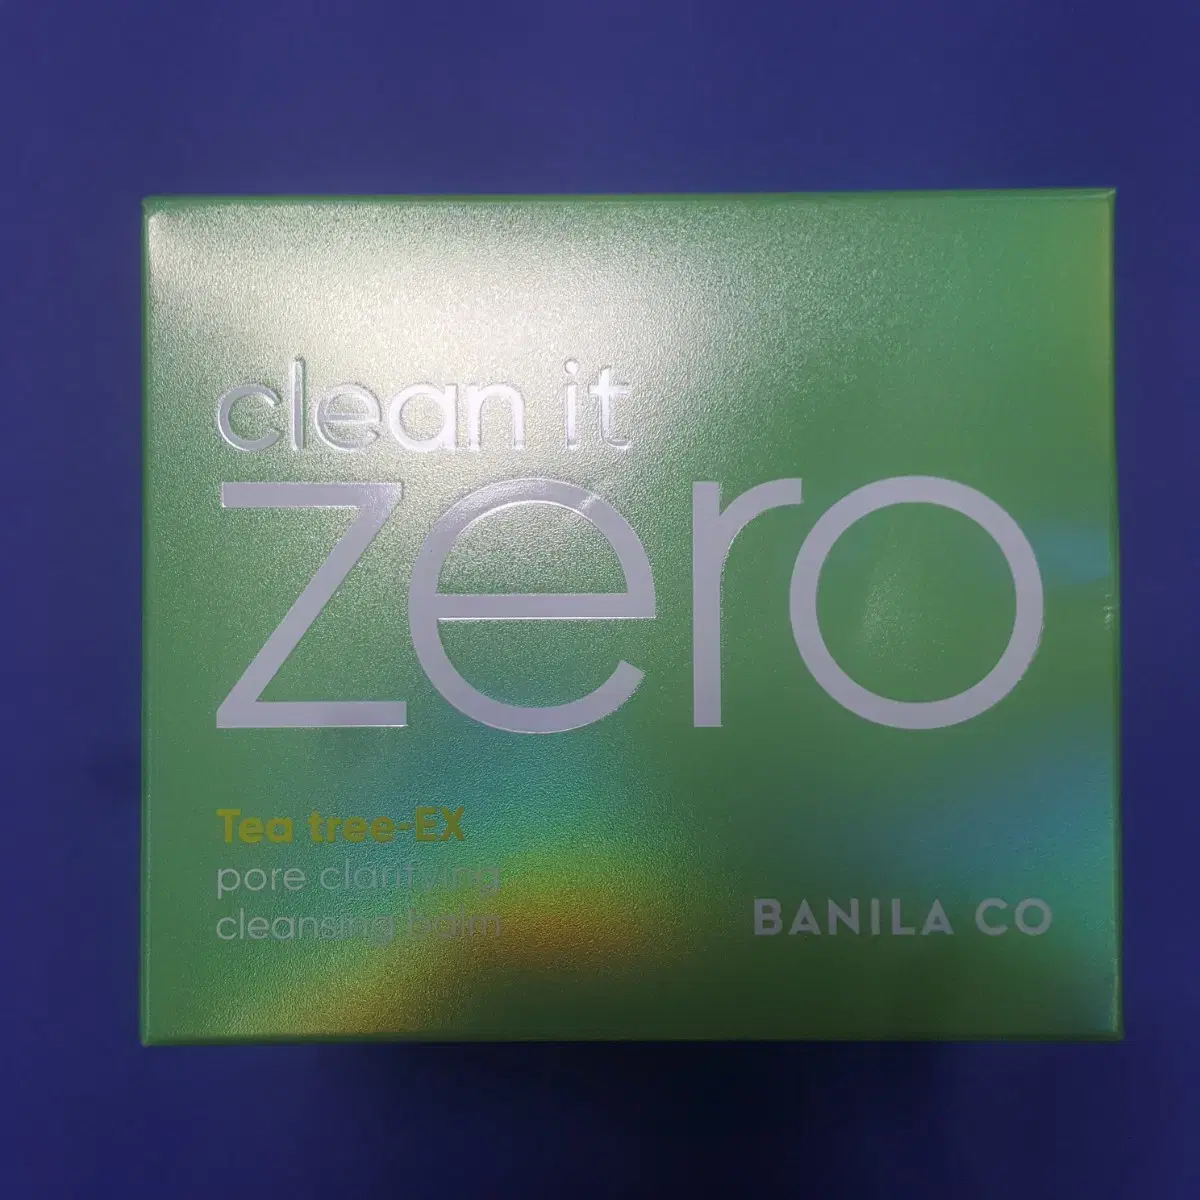 clean it
zero
Tea tree-EX
pore clarifying
cleansing balm
BANILA CO